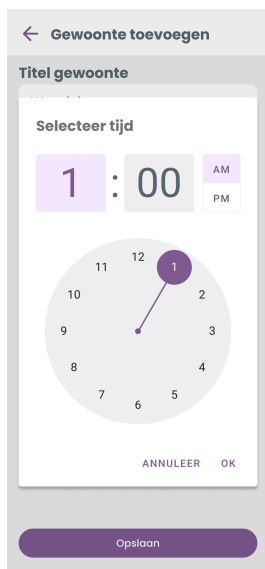 Gewoonte toevoegen
Titel gewoonte
Selecteer tijd
1 : 00
AM
PM
12
1
2
3
4
5
6
7
8
9
10
11
ANNULEER OK
Opslaan